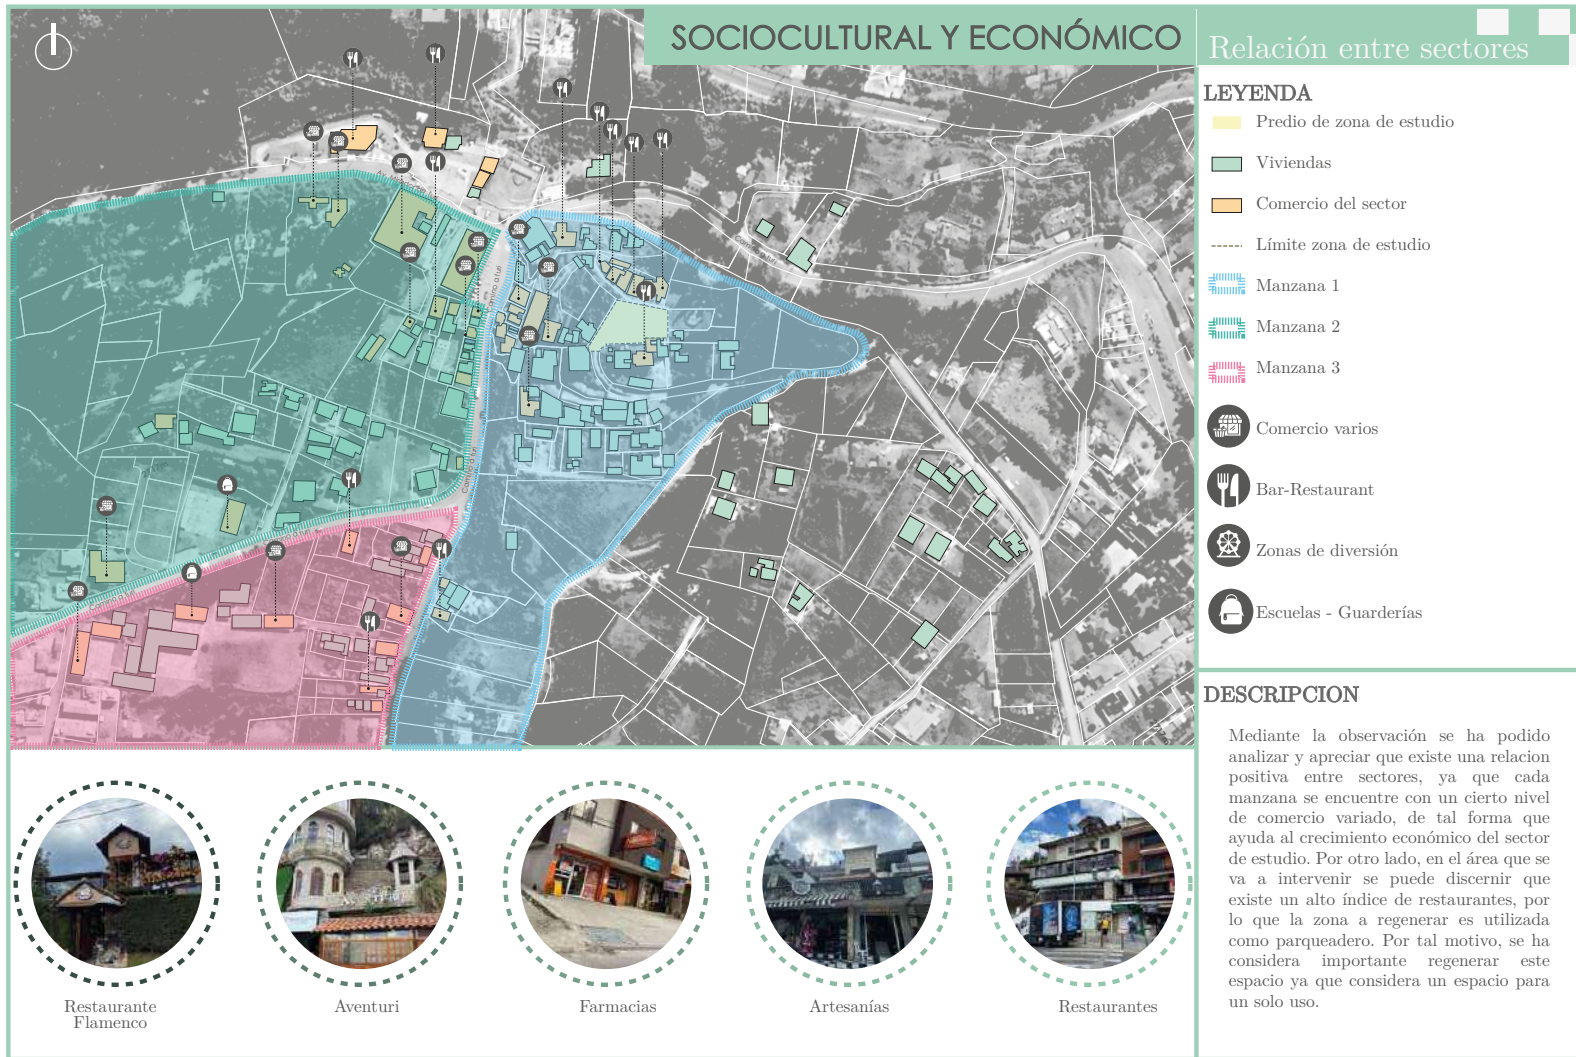 SOCIOCULTURAL Y ECONÓMICO
Relación entre sectores
LEYENDA
Predio de zona de estudio
Viviendas
Comercio del sector
Límite zona de estudio
Manzana 1
Manzana 2
Manzana 3
Comercio varios
Bar-Restaurant
Zonas de diversión
Escuelas - Guarderías
DESCRIPCION
Mediante la observación se ha podido
analizar y apreciar que existe una relacion
positiva entre sectores, ya que cada
manzana se encuentre con un cierto nivel
de comercio variado, de tal forma que
ayuda al crecimiento económico del sector
de estudio. Por otro lado, en el área que se
va a intervenir se puede discernir que
existe un alto índice de restaurantes, por
lo que la zona a regenerar es utilizada
como parqueadero. Por tal motivo, se ha
considera importante regenerar este
espacio ya que considera un espacio para
un solo uso.
Restaurante
Flamenco
Aventuri
Farmacias
Artesanías
Restaurantes